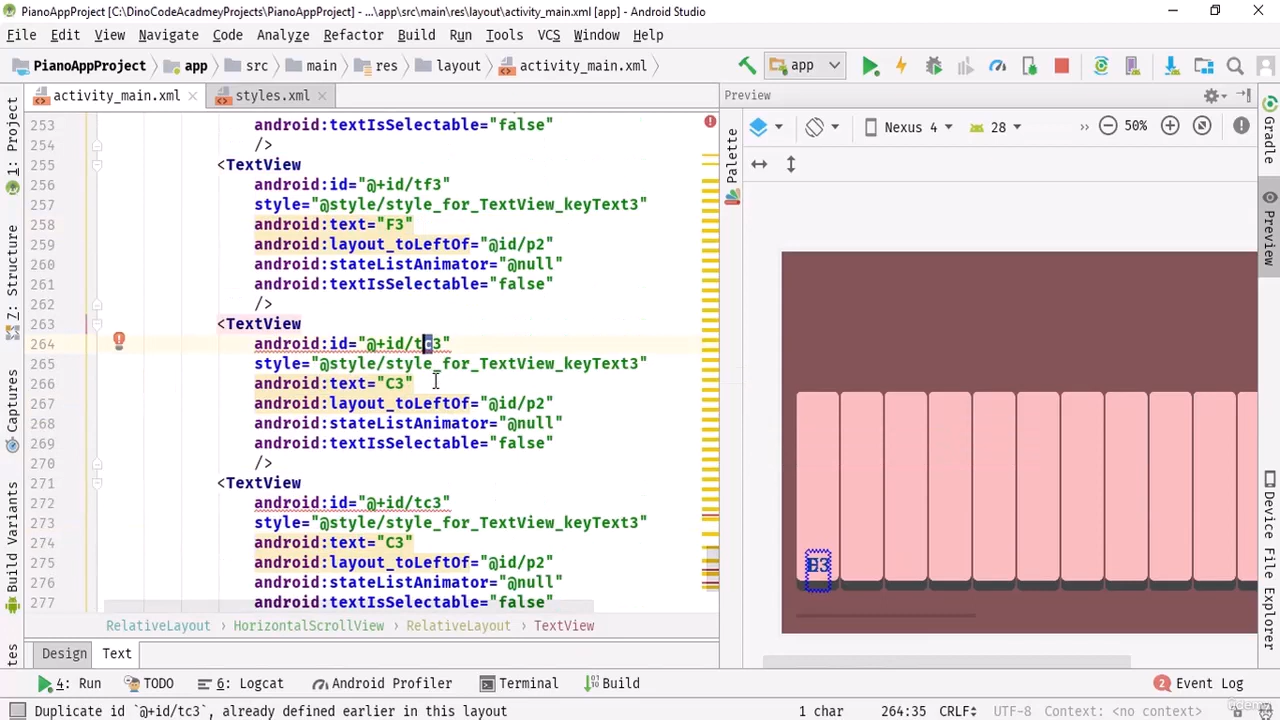 PianoAppProject [C:\DinoCodeAcadmeyProjects\PianoAppProject] - ...\app\src\main\res\layout\activity_main.xml [app] - Android Studio
File Edit View Navigate Code Analyze Refactor Build Run Tools VCS Window Help
PianoAppProject app src main res layout activity_main.xml app
activity_main.xml styles.xml Preview
Nexus 4 28 » 50%
253 android:textIsSelectable="false"
254 />
255 <TextView
256 android:id="@+id/tf3"
257 style="@style/style_for_TextView_keyText3"
258 android:text="F3"
259 android:layout_toLeftOf="@id/p2"
260 android:stateListAnimator="@null"
261 android:textIsSelectable="false"
262 />
263 <TextView
264 android:id="@+id/tc3"
265 style="@style/style_for_TextView_keyText3"
266 android:text="C3"
267 android:layout_toLeftOf="@id/p2"
268 android:stateListAnimator="@null"
269 android:textIsSelectable="false"
270 />
271 <TextView
272 android:id="@+id/tc3"
273 style="@style/style_for_TextView_keyText3"
274 android:text="C3"
275 android:layout_toLeftOf="@id/p2"
276 android:stateListAnimator="@null"
277 android:textIsSelectable="false"
RelativeLayout › HorizontalScrollView › RelativeLayout › TextView
Design Text
1: Project
7: Structure
Captures
Build Variants
Palette
Gradle
Preview
Device File Explorer
4: Run TODO 6: Logcat Android Profiler Terminal Build 2 Event Log
Duplicate id `@+id/tc3`, already defined earlier in this layout 1 char 264:35 CRLF UTF-8 Context: <no context>